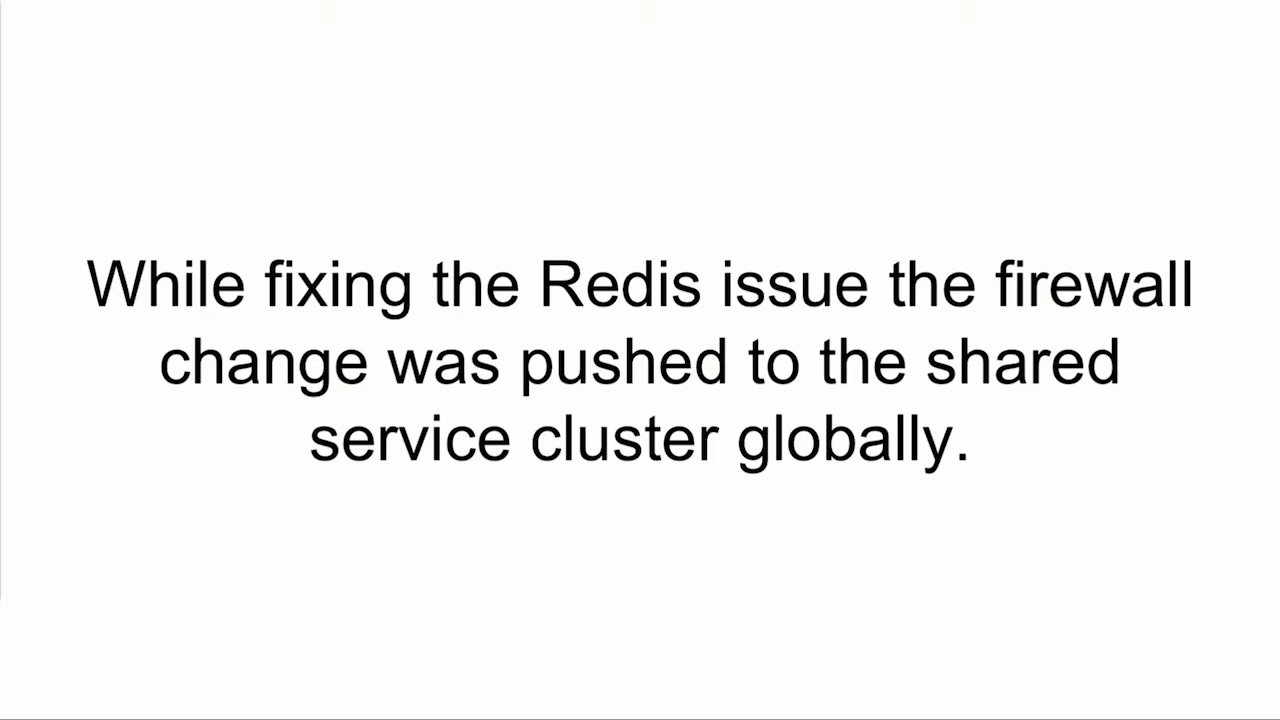 While fixing the Redis issue the firewall
change was pushed to the shared
service cluster globally.